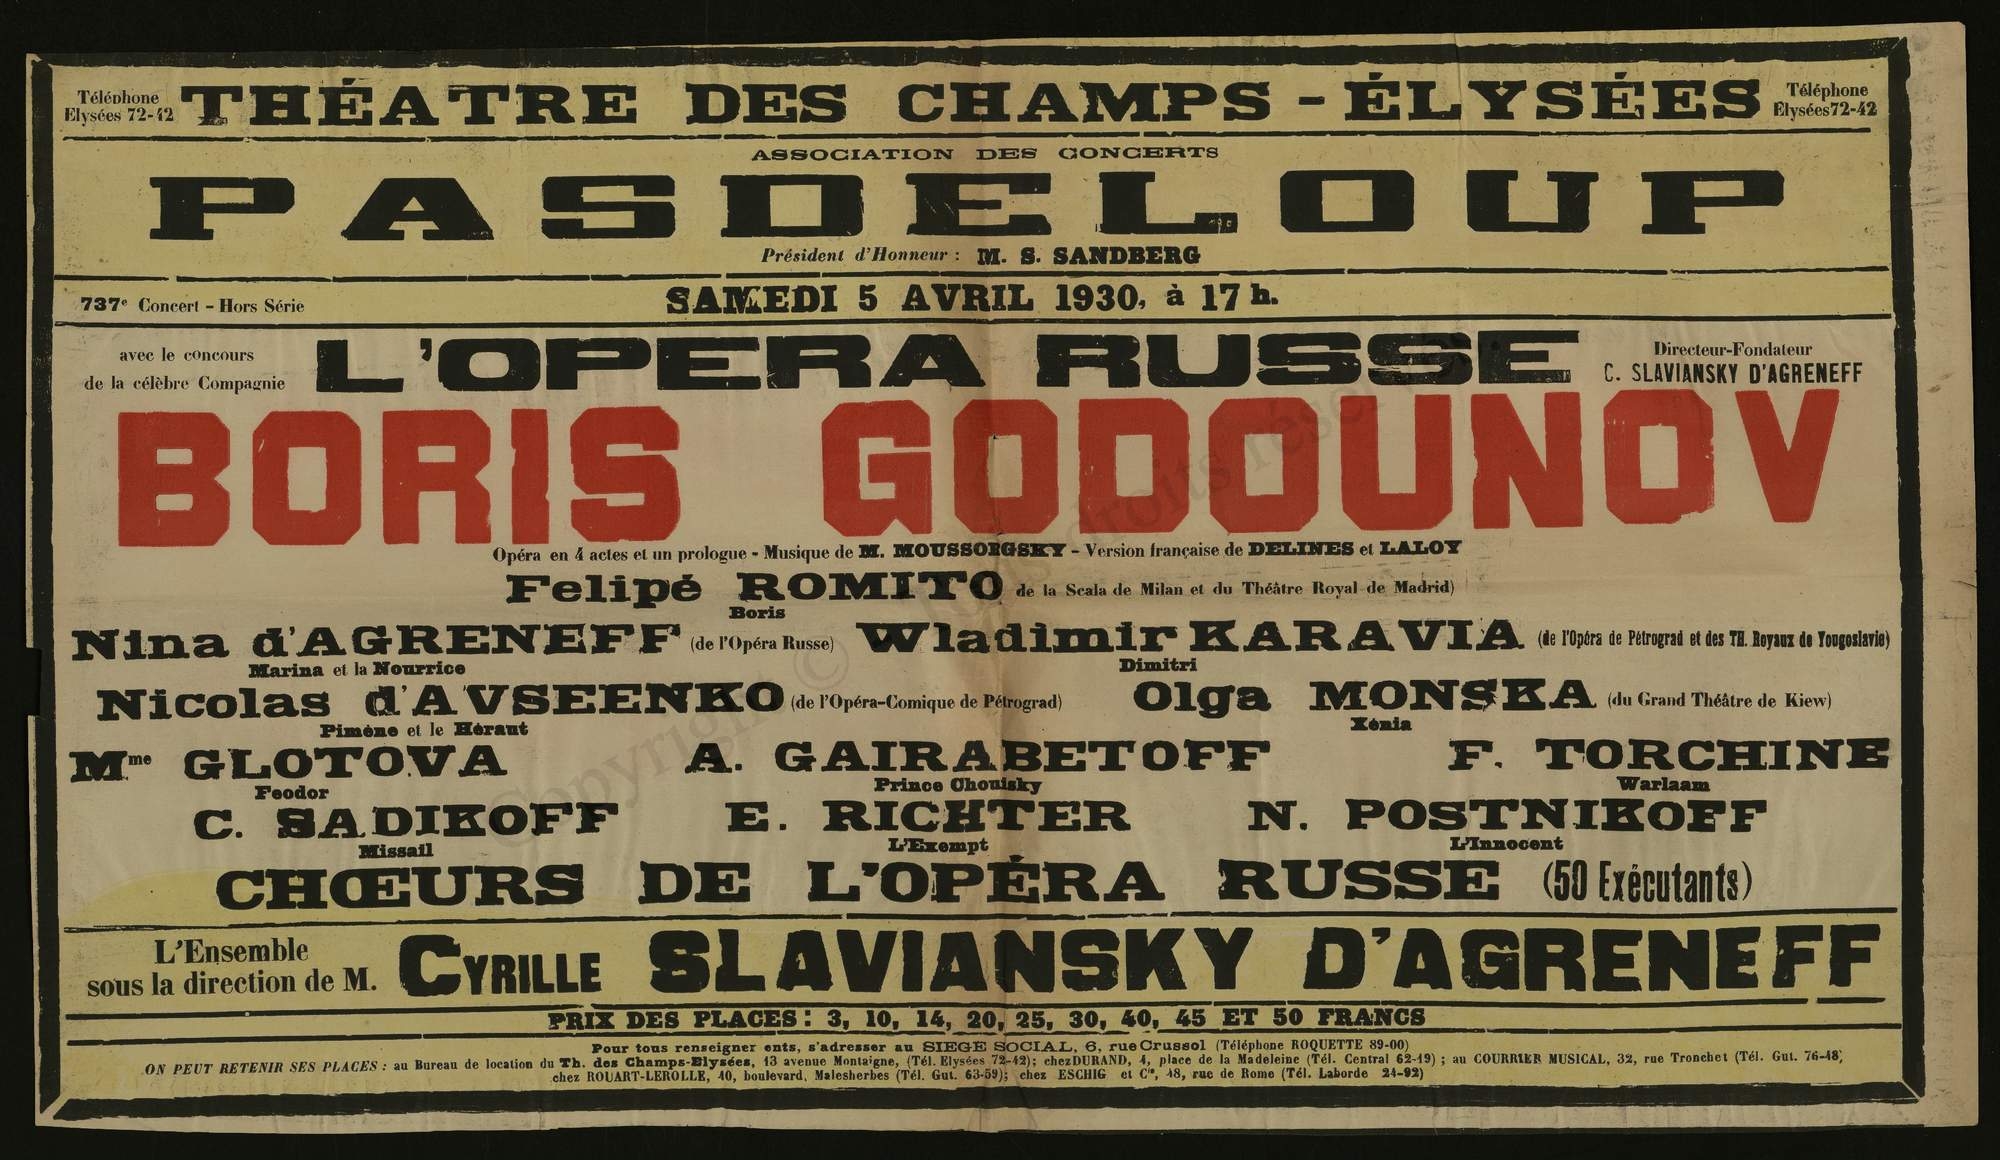 Téléphone
Elysées 72-42
THÉATRE DES CHAMPS-ÉLYSÉES
Téléphone
Elysées 72-42
ASSOCIATION DES CONCERTS
PASDELOUP
Président d'Honneur : M. S. SANDBERG
737e Concert - Hors Série
SAMEDI 5 AVRIL 1930, à 17 h.
avec le concours
de la célèbre Compagnie
L'OPERA RUSSE
Directeur-Fondateur
C. SLAVIANSKY D'AGRENEFF
BORIS GODOUNOV
Opéra en 4 actes et un prologue - Musique de M. MOUSSORGSKY - Version française de DELINES et LALOY
Felipé ROMITO de la Scala de Milan et du Théâtre Royal de Madrid)
Boris
Nina d'AGRENEFF (de l'Opéra Russe) Wladimir KARAVIA (de l'Opéra de Pétrograd et des TH. Royaux de Yougoslavie)
Marina et la Nourrice Dimitri
Nicolas d'AVSEENKO (de l'Opéra-Comique de Pétrograd) Olga MONSKA (du Grand Théâtre de Kiew)
Pimène et le Héraut Xénia
Mme GLOTOVA A. GAIRABETOFF F. TORCHINE
Feodor Prince Chouisky Warlaam
C. SADIKOFF E. RICHTER N. POSTNIKOFF
Missail L'Exempt L'Innocent
CHŒURS DE L'OPÉRA RUSSE (50 Exécutants)
L'Ensemble
sous la direction de M.
CYRILLE SLAVIANSKY D'AGRENEFF
PRIX DES PLACES : 3, 10, 14, 20, 25, 30, 40, 45 ET 50 FRANCS
Pour tous renseigner ents, s'adresser au SIEGE SOCIAL, 6, rue Crussol (Téléphone ROQUETTE 89-00)
ON PEUT RETENIR SES PLACES : au Bureau de location du Th. des Champs-Elysées, 13 avenue Montaigne, (Tél. Elysées 72-42); chez DURAND, 4, place de la Madeleine (Tél. Central 62-19) ; au COURRIER MUSICAL, 32, rue Tronchet (Tél. Gut. 76-48;
chez ROUART-LEROLLE, 40, boulevard, Malesherbes (Tél. Gut. 63-59); chez ESCHIG et Cie, 48, rue de Rome (Tél. Laborde 24-92)
Copyright © Tous droits réservés